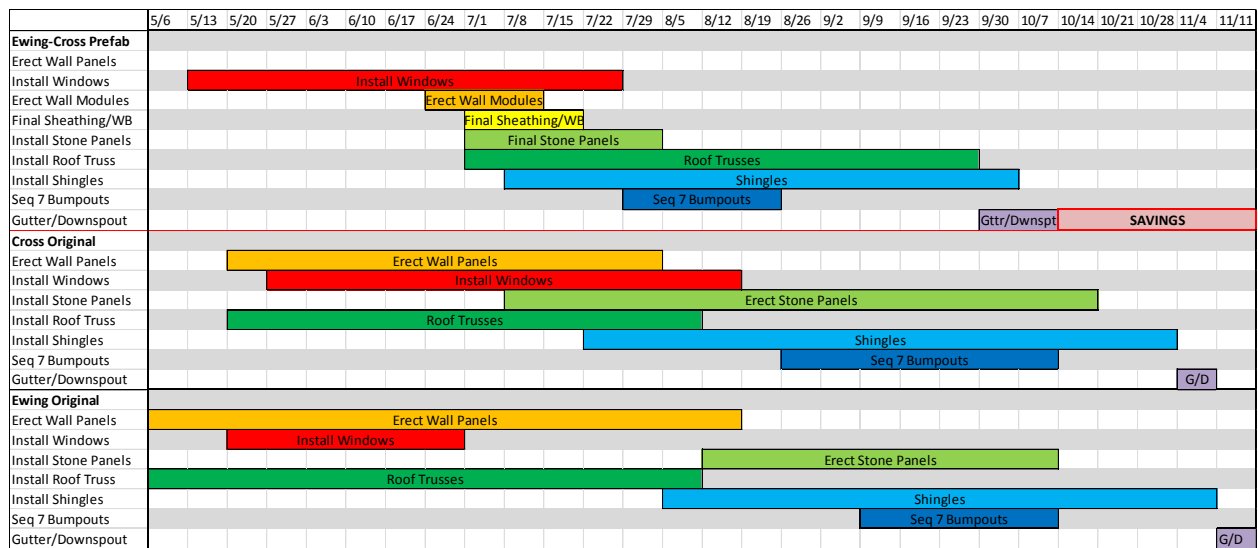 5/6 5/13 5/20 5/27 6/3 6/10 6/17 6/24 7/1 7/8 7/15 7/22 7/29 8/5 8/12 8/19 8/26 9/2 9/9 9/16 9/23 9/30 10/7 10/14 10/21 10/28 11/4 11/11
Ewing-Cross Prefab
Erect Wall Panels
Install Windows Install Windows
Erect Wall Modules Erect Wall Modules
Final Sheathing/WB Final Sheathing/WB
Install Stone Panels Final Stone Panels
Install Roof Truss Roof Trusses
Install Shingles Shingles
Seq 7 Bumpouts Seq 7 Bumpouts
Gutter/Downspout Gttr/Dwnspt SAVINGS
Cross Original
Erect Wall Panels Erect Wall Panels
Install Windows Install Windows
Install Stone Panels Erect Stone Panels
Install Roof Truss Roof Trusses
Install Shingles Shingles
Seq 7 Bumpouts Seq 7 Bumpouts
Gutter/Downspout G/D
Ewing Original
Erect Wall Panels Erect Wall Panels
Install Windows Install Windows
Install Stone Panels Erect Stone Panels
Install Roof Truss Roof Trusses
Install Shingles Shingles
Seq 7 Bumpouts Seq 7 Bumpouts
Gutter/Downspout G/D